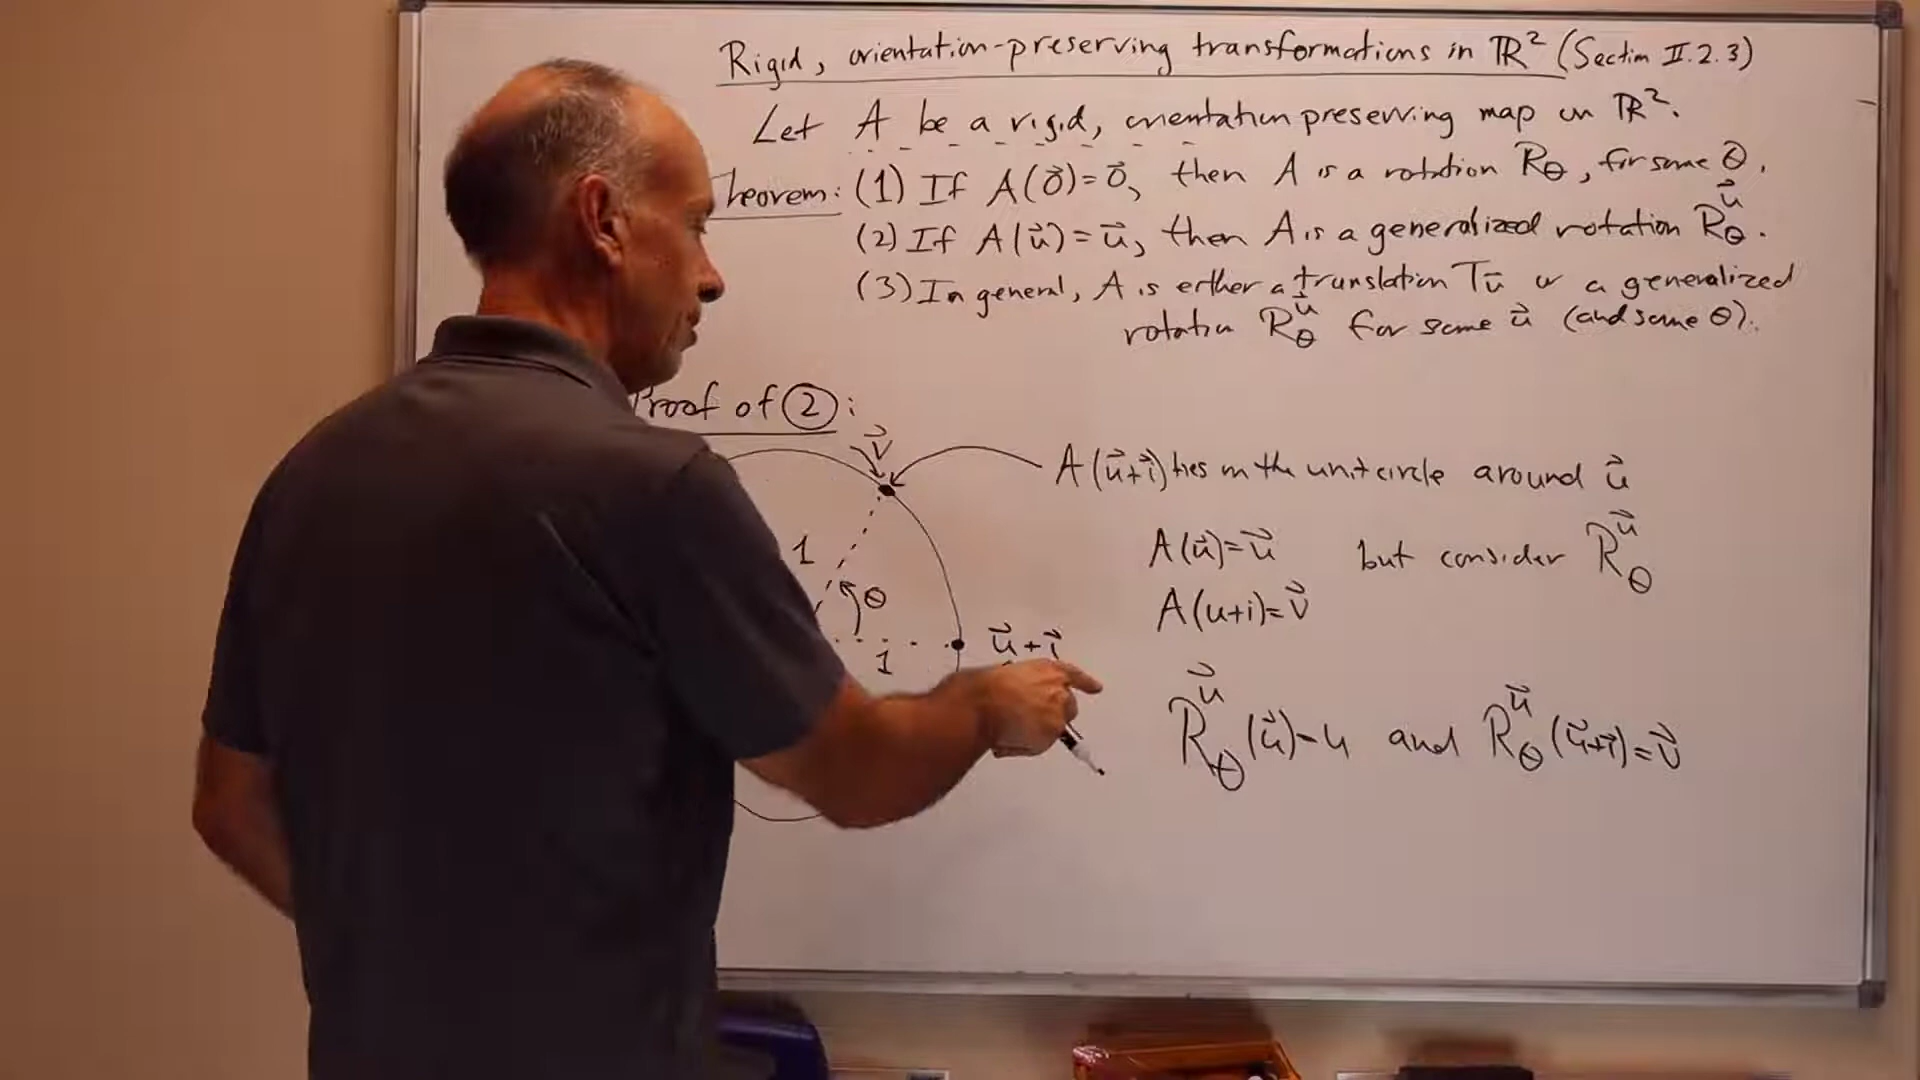 Rigid, orientation-preserving transformations in ℝ² (Section II.2.3)
Let A be a rigid, orientation preserving map on ℝ².
Theorem: (1) If A(0⃗)=0⃗, then A is a rotation Rθ, for some θ.
(2) If A(u⃗)=u⃗, then A is a generalized rotation R_θ^u⃗.
(3) In general, A is either a translation T_u⃗ or a generalized
rotation R_θ^u⃗ for some u⃗ (and some θ).
Proof of ②:
v⃗
A(u⃗+i⃗) lies on the unit circle around u⃗
1
θ
1
u⃗+i⃗
A(u⃗)=u⃗ but consider R_θ^u⃗
A(u+i)=v⃗
R_θ^u⃗(u⃗)=u and R_θ^u⃗(u⃗+i⃗)=v⃗